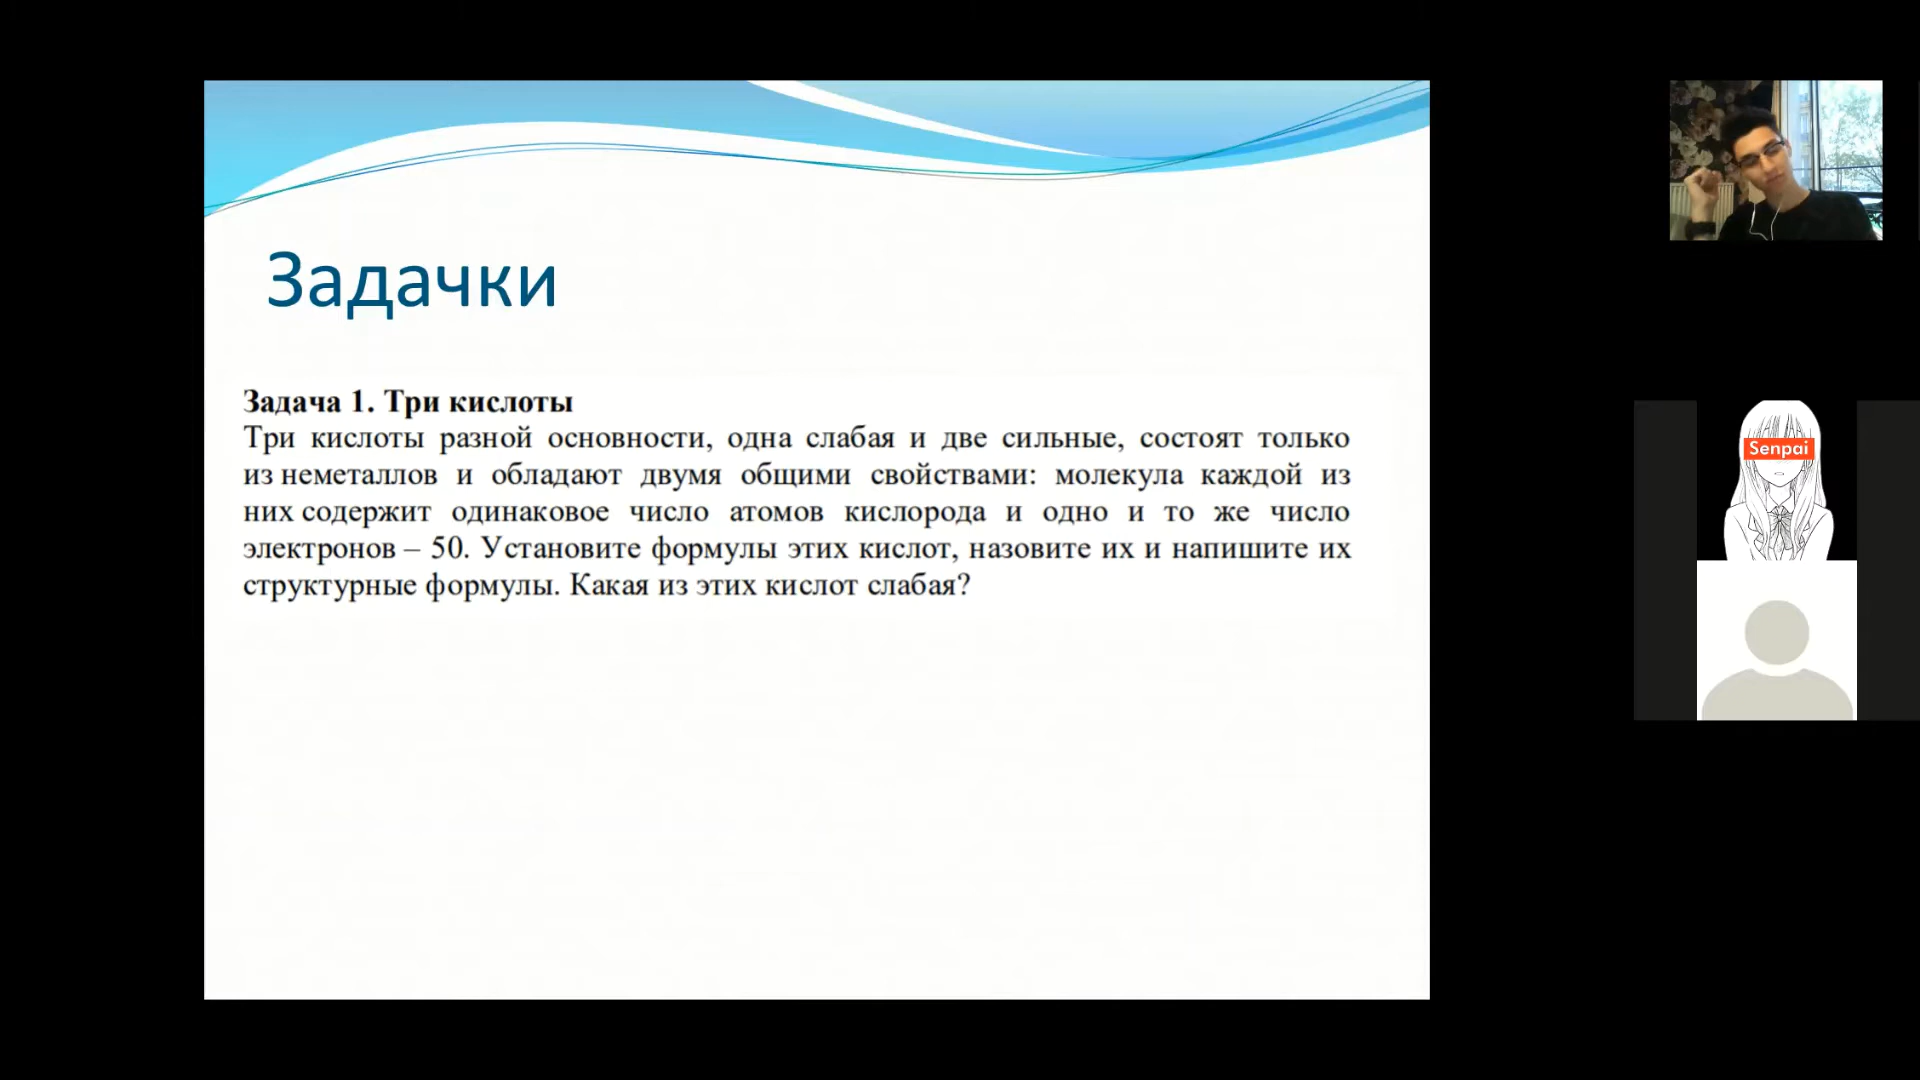 Задачки
Задача 1. Три кислоты
Три кислоты разной основности, одна слабая и две сильные, состоят только
из неметаллов и обладают двумя общими свойствами: молекула каждой из
них содержит одинаковое число атомов кислорода и одно и то же число
электронов – 50. Установите формулы этих кислот, назовите их и напишите их
структурные формулы. Какая из этих кислот слабая?
Senpai